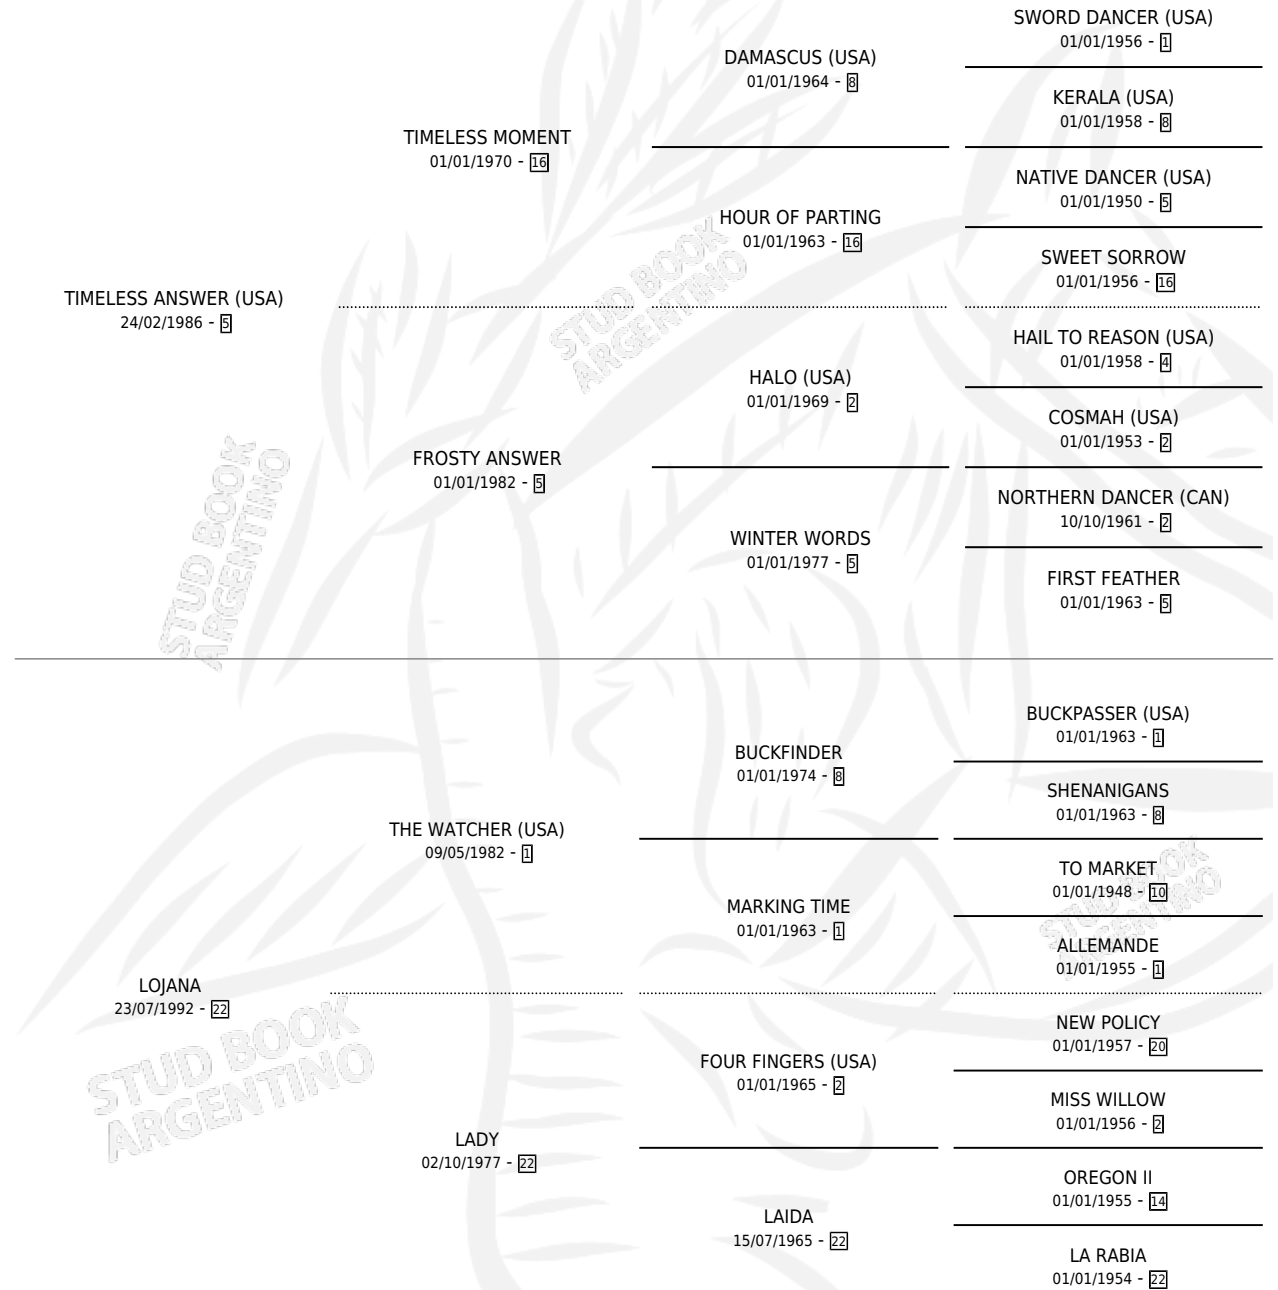 SWORD DANCER (USA)
01/01/1956 - 1
DAMASCUS (USA)
01/01/1964 - 8
KERALA (USA)
01/01/1958 - 8
TIMELESS MOMENT
01/01/1970 - 16
NATIVE DANCER (USA)
01/01/1950 - 5
HOUR OF PARTING
01/01/1963 - 16
SWEET SORROW
01/01/1956 - 16
TIMELESS ANSWER (USA)
24/02/1986 - 5
HAIL TO REASON (USA)
01/01/1958 - 4
HALO (USA)
01/01/1969 - 2
COSMAH (USA)
01/01/1953 - 2
FROSTY ANSWER
01/01/1982 - 5
NORTHERN DANCER (CAN)
10/10/1961 - 2
WINTER WORDS
01/01/1977 - 5
FIRST FEATHER
01/01/1963 - 5
BUCKPASSER (USA)
01/01/1963 - 1
BUCKFINDER
01/01/1974 - 8
SHENANIGANS
01/01/1963 - 8
THE WATCHER (USA)
09/05/1982 - 1
TO MARKET
01/01/1948 - 10
MARKING TIME
01/01/1963 - 1
ALLEMANDE
01/01/1955 - 1
LOJANA
23/07/1992 - 22
NEW POLICY
01/01/1957 - 20
FOUR FINGERS (USA)
01/01/1965 - 2
MISS WILLOW
01/01/1956 - 2
LADY
02/10/1977 - 22
OREGON II
01/01/1955 - 14
LAIDA
15/07/1965 - 22
LA RABIA
01/01/1954 - 22
STUD BOOK
ARGENTINO
STUD BOOK
ARGENTINO
STUD BOOK
ARGENTINO
STUD BOOK
ARGENTINO